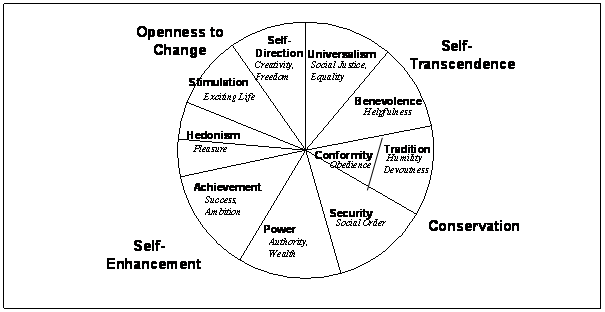 Openness to
Change
Self-
Transcendence
Self-
Direction
Creativity,
Freedom
Universalism
Social Justice,
Equality
Stimulation
Exciting Life
Benevolence
Helpfulness
Hedonism
Pleasure
Conformity
Obedience
Tradition
Humility
Devoutness
Achievement
Success,
Ambition
Security
Social Order
Power
Authority,
Wealth
Conservation
Self-
Enhancement